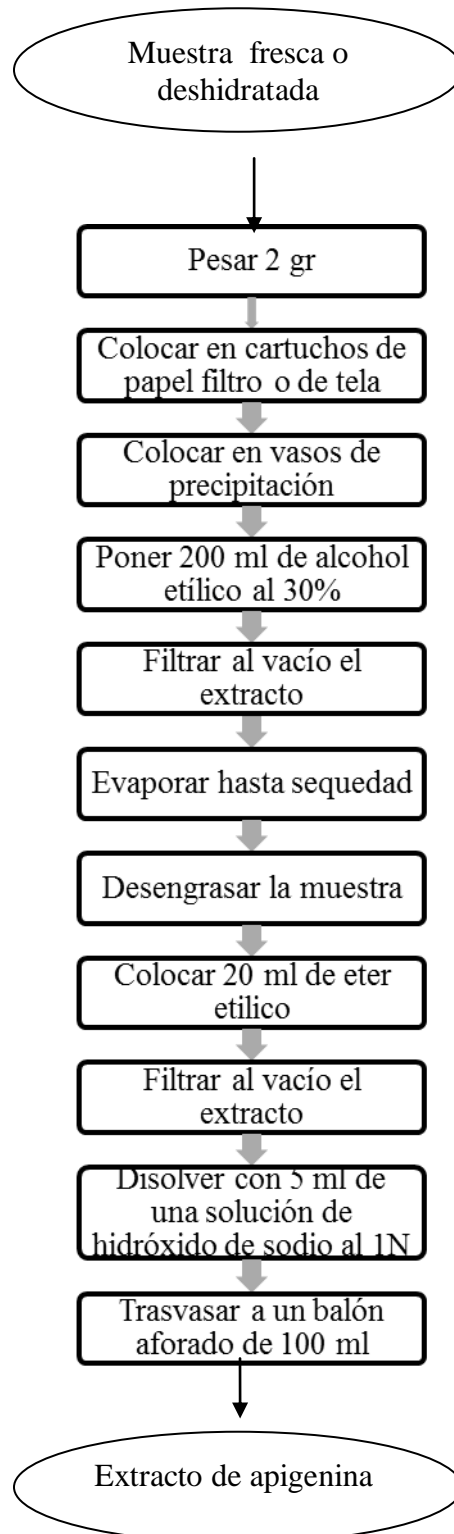 Muestra fresca o
deshidratada
Pesar 2 gr
Colocar en cartuchos de
papel filtro o de tela
Colocar en vasos de
precipitación
Poner 200 ml de alcohol
etílico al 30%
Filtrar al vacío el
extracto
Evaporar hasta sequedad
Desengrasar la muestra
Colocar 20 ml de eter
etilico
Filtrar al vacío el
extracto
Disolver con 5 ml de
una solución de
hidróxido de sodio al 1N
Trasvasar a un balón
aforado de 100 ml
Extracto de apigenina